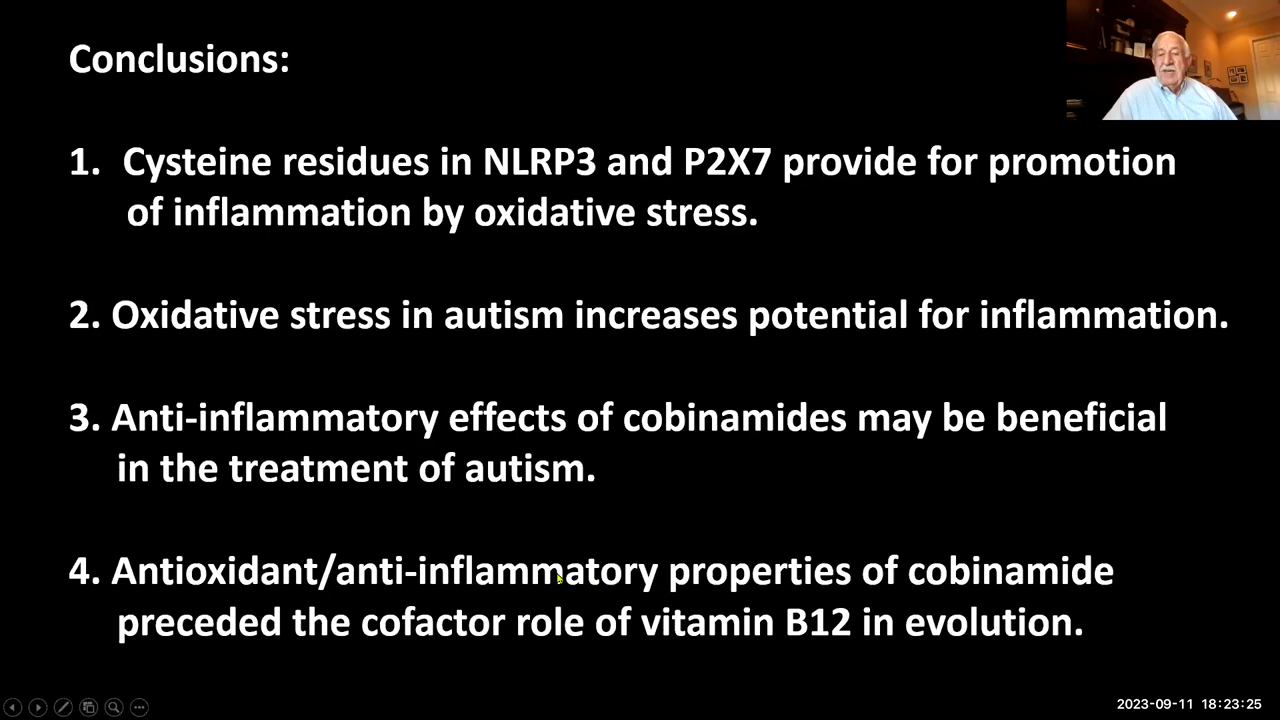 Conclusions:
1. Cysteine residues in NLRP3 and P2X7 provide for promotion
of inflammation by oxidative stress.
2. Oxidative stress in autism increases potential for inflammation.
3. Anti-inflammatory effects of cobinamides may be beneficial
in the treatment of autism.
4. Antioxidant/anti-inflammatory properties of cobinamide
preceded the cofactor role of vitamin B12 in evolution.
2023-09-11 18:23:25